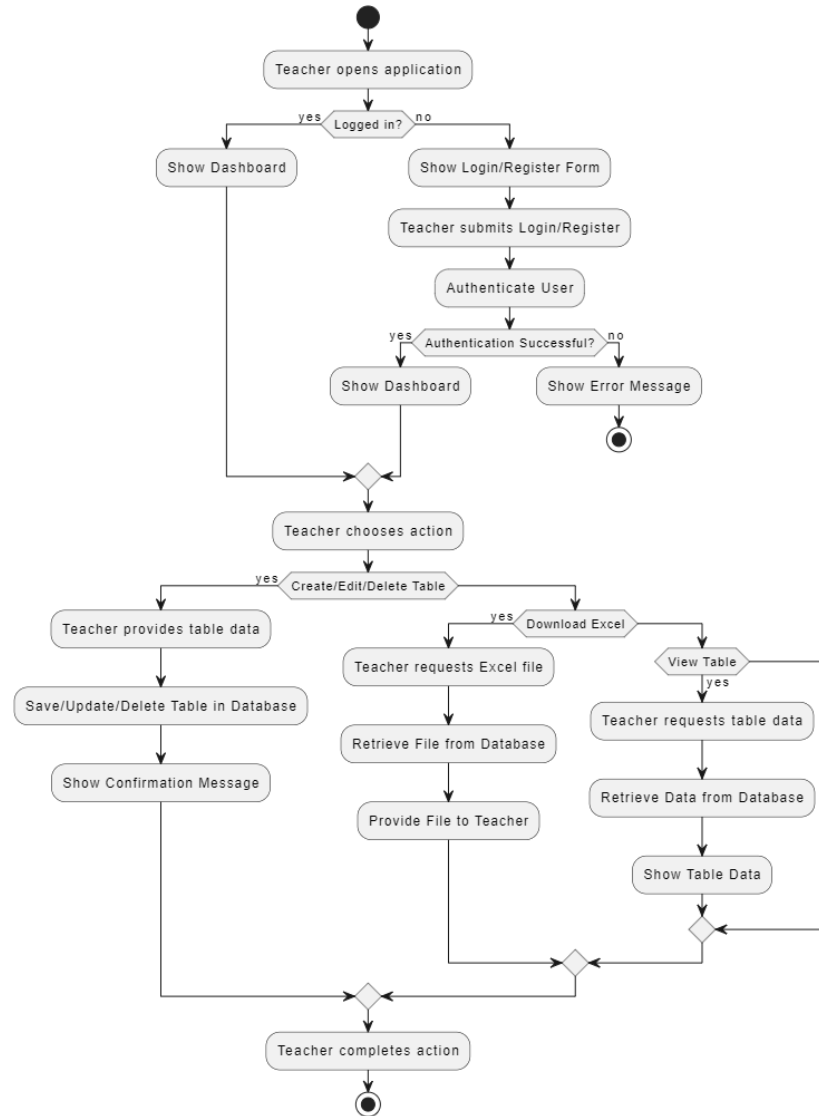 Teacher opens application
yes
Logged in?
no
Show Dashboard
Show Login/Register Form
Teacher submits Login/Register
Authenticate User
yes
Authentication Successful?
no
Show Dashboard
Show Error Message
Teacher chooses action
yes
Create/Edit/Delete Table
Teacher provides table data
Save/Update/Delete Table in Database
Show Confirmation Message
yes
Download Excel
Teacher requests Excel file
Retrieve File from Database
Provide File to Teacher
View Table
yes
Teacher requests table data
Retrieve Data from Database
Show Table Data
Teacher completes action